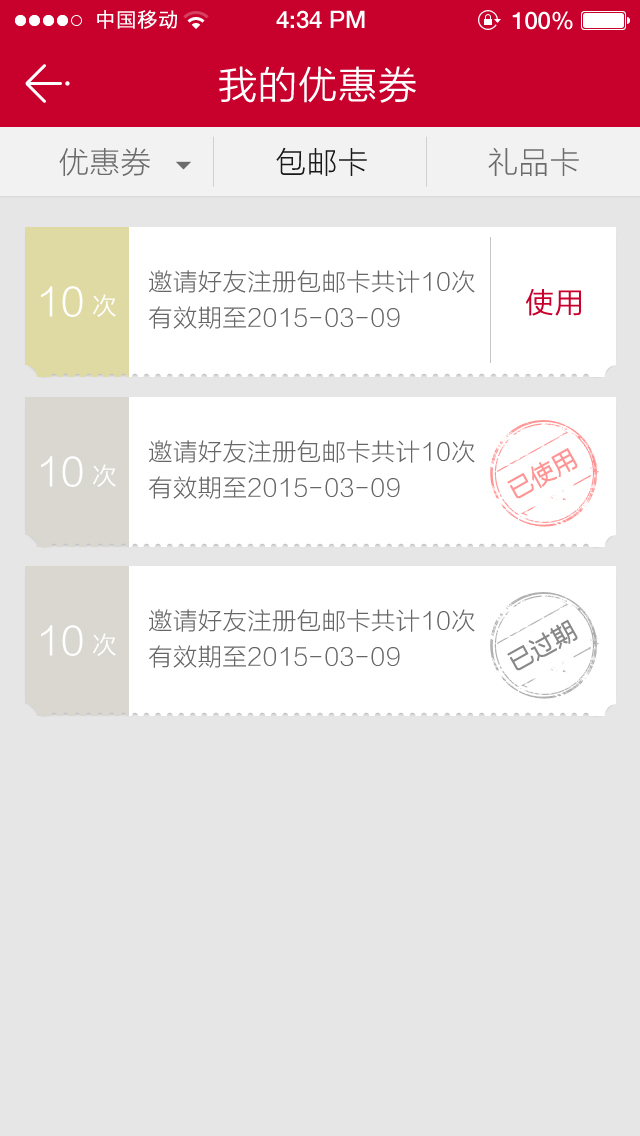 中国移动 4:34 PM 100%
我的优惠券
优惠券 包邮卡 礼品卡
10 次
邀请好友注册包邮卡共计10次
有效期至2015-03-09
使用
10 次
邀请好友注册包邮卡共计10次
有效期至2015-03-09
已使用
10 次
邀请好友注册包邮卡共计10次
有效期至2015-03-09
已过期